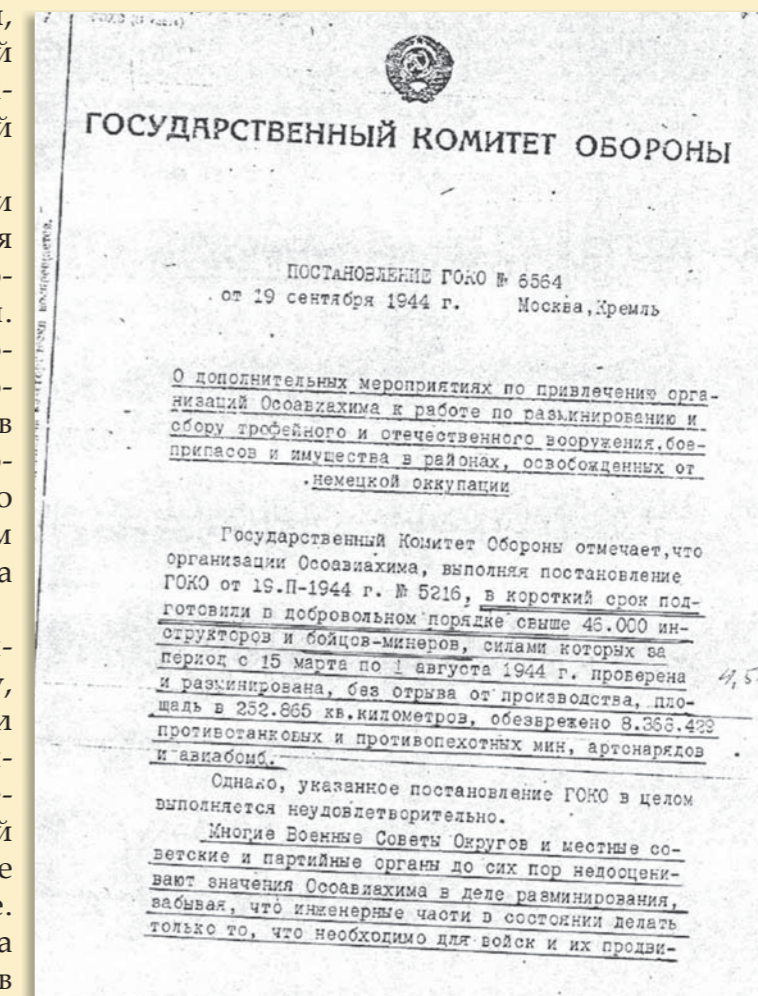 ГОСУДАРСТВЕННЫЙ КОМИТЕТ ОБОРОНЫ
ПОСТАНОВЛЕНИЕ ГОКО № 6564
от 19 сентября 1944 г. Москва,Кремль
О дополнительных мероприятиях по привлечению орга-
низаций Осоавиахима к работе по разминированию и
сбору трофейного и отечественного вооружения,бое-
припасов и имущества в районах, освобожденных от
немецкой оккупации
Государственный Комитет Обороны отмечает,что
организации Осоавиахима, выполняя постановление
ГОКО от 19.П-1944 г. № 5216, в короткий срок под-
готовили в добровольном порядке свыше 46.000 ин-
структоров и бойцов-минеров, силами которых за
период с 15 марта по 1 августа 1944 г. проверена
и разминирована, без отрыва от производства, пло-
щадь в 252.865 кв.километров, обезврежено
противотанковых и противопехотных мин, артснарядов
и авиабомб.
Однако, указанное постановление ГОКО в целом
выполняется неудовлетворительно.
Многие Военные Советы Округов и местные со-
ветские и партийные органы до сих пор недооцени-
вают значения Осоавиахима в деле разминирования,
забывая, что инженерные части в состоянии делать
только то, что необходимо для войск и их продви-